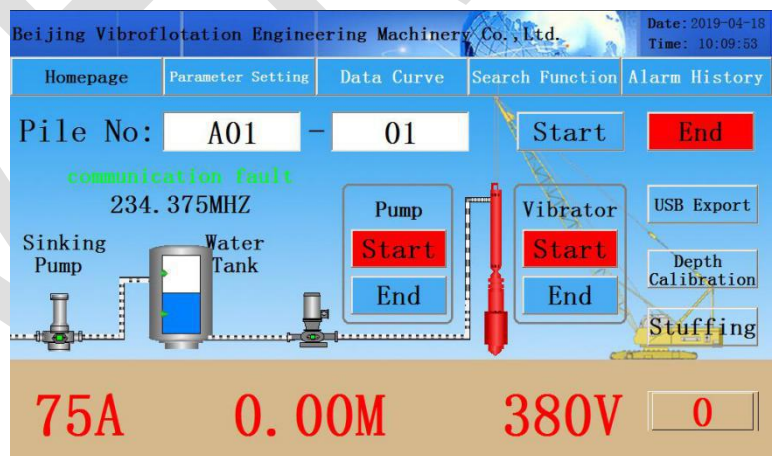 Beijing Vibroflotation Engineering Machinery Co.,Ltd.
Date:2019-04-18
Time: 10:09:53
Homepage Parameter Setting Data Curve Search Function Alarm History
Pile No: A01 - 01 Start End
communication fault
234.375MHZ
Sinking
Pump
Water
Tank
Pump
Start
End
Vibrator
Start
End
USB Export
Depth
Calibration
Stuffing
75A 0.00M 380V 0